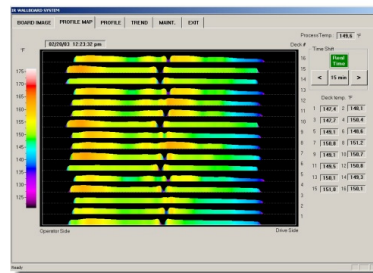 WALLBOARD SYSTEM
BOARD IMAGE PROFILE MAP PROFILE TREND MAINT. EXIT
Process Temp: 149.6 °F
02/20/03 12:23:32 pm Deck #
°F
Time Shift
Real Time
< 15 min >
175
170
165
160
155
150
145
140
135
130
125
16
15
14
13
12
11
10
9
8
7
6
5
4
3
2
1
Deck temp. °F
1 142.4 2 148.1
3 142.7 4 150.4
5 149.1 6 148.6
7 150.8 8 151.2
9 149.1 10 150.7
11 149.5 12 150.8
13 150.1 14 149.3
15 151.0 16 150.1
Operator Side Drive Side
Ready